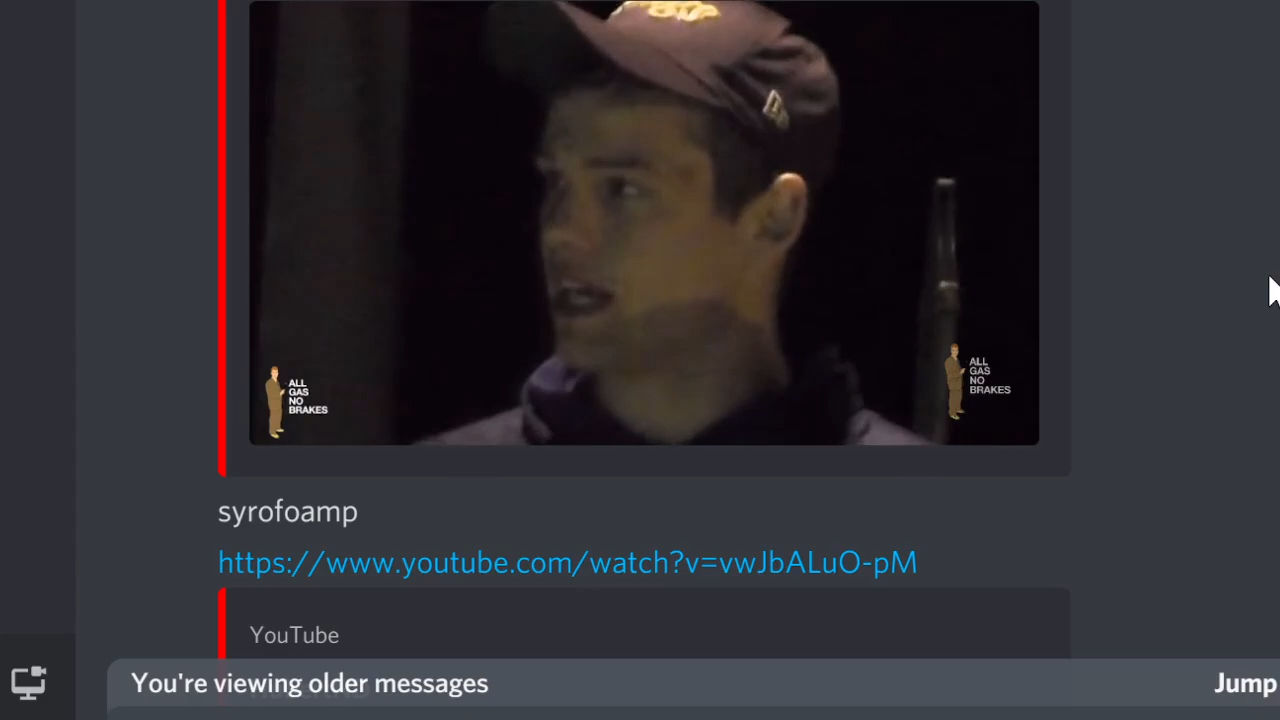 ALL
GAS
NO
BRAKES
ALL
GAS
NO
BRAKES
syrofoamp
https://www.youtube.com/watch?v=vwJbALuO-pM
YouTube
You're viewing older messages
Jump